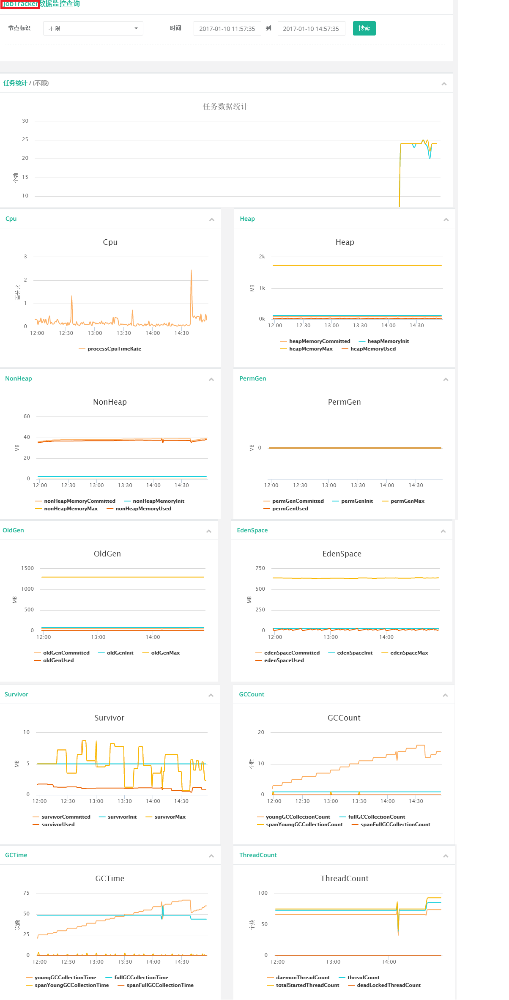 JobTracker数据监控查询
节点标识 不限 时间 2017-01-10 11:57:35 到 2017-01-10 14:57:35 搜索
任务统计 / (不限)
任务数据统计
30
25
20
15
10
个数
Cpu
Cpu
3
2
1
0
百分比
12:00 12:30 13:00 13:30 14:00 14:30
processCpuTimeRate
Heap
Heap
2k
1k
0k
MB
12:00 12:30 13:00 13:30 14:00 14:30
heapMemoryCommitted heapMemoryInit
heapMemoryMax heapMemoryUsed
NonHeap
NonHeap
60
40
20
0
MB
12:00 12:30 13:00 13:30 14:00 14:30
nonHeapMemoryCommitted nonHeapMemoryInit
nonHeapMemoryMax nonHeapMemoryUsed
PermGen
PermGen
MB
0
12:00 12:30 13:00 13:30 14:00 14:30
permGenCommitted permGenInit permGenMax
permGenUsed
OldGen
OldGen
1500
1000
500
0
MB
12:00 13:00 14:00
oldGenCommitted oldGenInit oldGenMax
oldGenUsed
EdenSpace
EdenSpace
750
500
250
0
MB
12:00 13:00 14:00
edenSpaceCommitted edenSpaceInit edenSpaceMax
edenSpaceUsed
Survivor
Survivor
10
5
0
MB
12:00 12:30 13:00 13:30 14:00 14:30
survivorCommitted survivorInit survivorMax
survivorUsed
GCCount
GCCount
20
10
0
个数
12:00 12:30 13:00 13:30 14:00 14:30
youngGCCollectionCount fullGCCollectionCount
spanYoungGCCollectionCount spanFullGCCollectionCount
GCTime
GCTime
75
50
25
0
次数
12:00 12:30 13:00 13:30 14:00 14:30
youngGCCollectionTime fullGCCollectionTime
spanYoungGCCollectionTime spanFullGCCollectionTime
ThreadCount
ThreadCount
100
50
0
个数
12:00 13:00 14:00
daemonThreadCount threadCount
totalStartedThreadCount deadLockedThreadCount